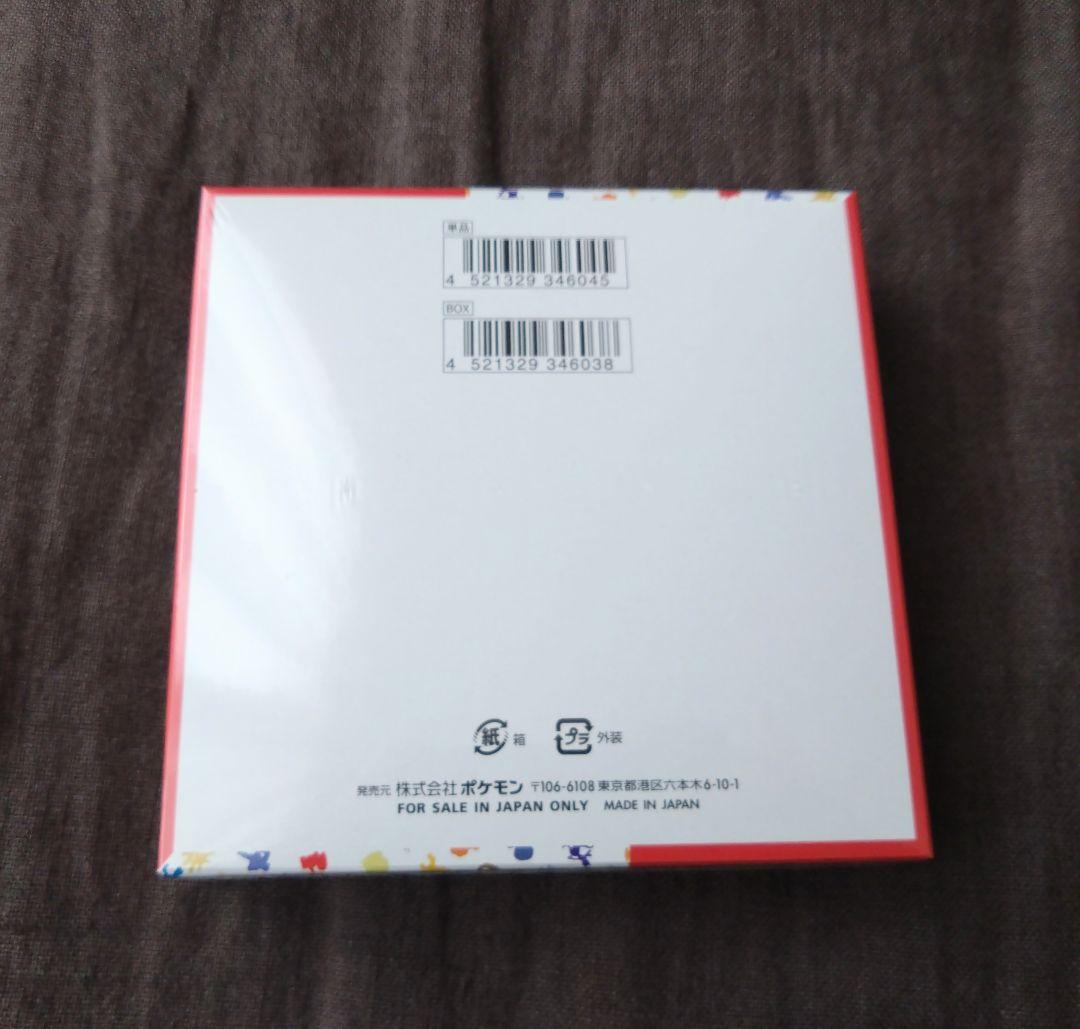 単品
4 521329 346045
BOX
4 521329 346038
紙 箱 プラ 外装
発売元 株式会社ポケモン 〒106-6108 東京都港区六本木6-10-1
FOR SALE IN JAPAN ONLY MADE IN JAPAN